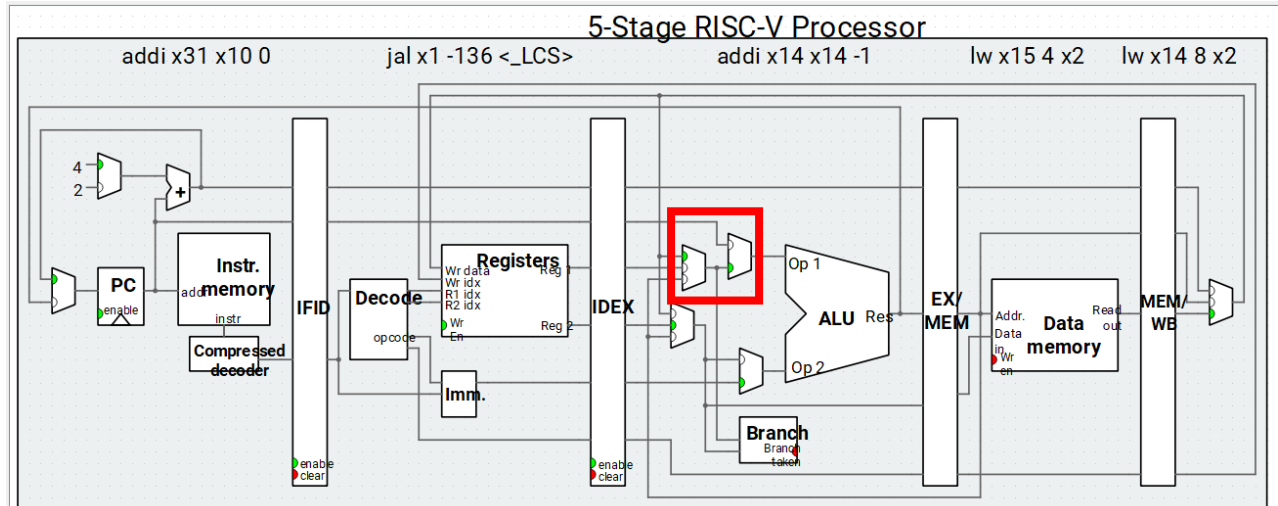 5-Stage RISC-V Processor
addi x31 x10 0
jal x1 -136 <_LCS>
addi x14 x14 -1
lw x15 4 x2
lw x14 8 x2
4
2
+
PC
enable
addr
Instr.
memory
instr
Compressed
decoder
IFID
enable
clear
Decode
opcode
Registers
Wr data
Wr idx
R1 idx
R2 idx
Wr
En
Reg 1
Reg 2
Imm.
IDEX
enable
clear
Op 1
ALU
Res
Op 2
Branch
Branch
taken
EX/
MEM
Addr.
Data
in
Wr
en
Data
memory
Read
out
MEM/
WB